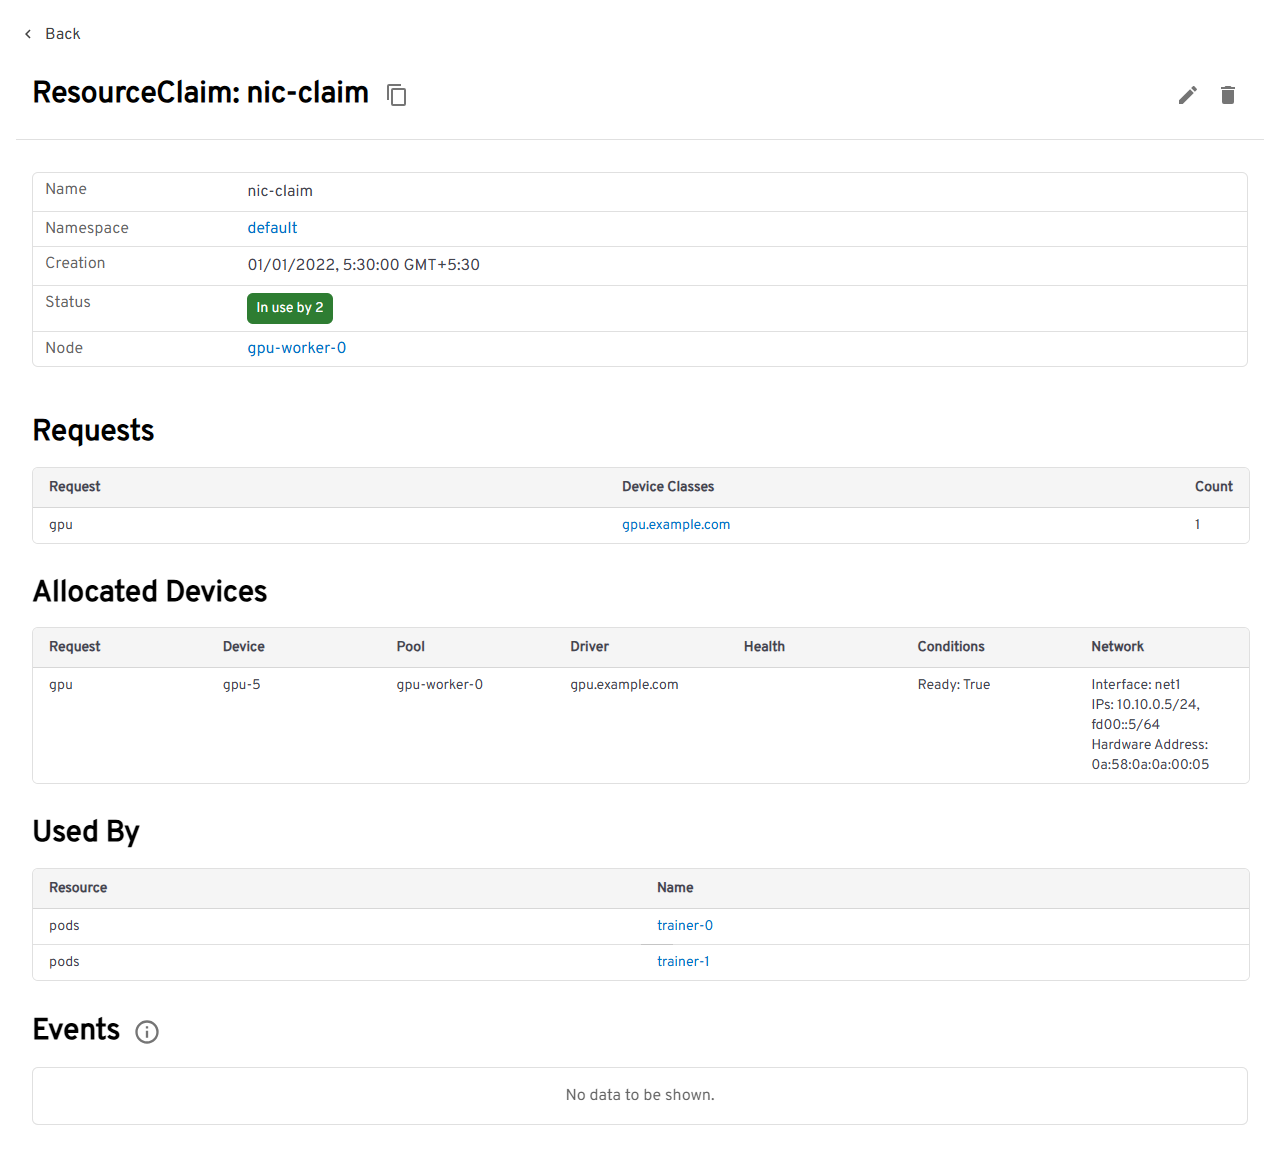 Back
ResourceClaim: nic-claim
Name nic-claim
Namespace default
Creation 01/01/2022, 5:30:00 GMT+5:30
Status In use by 2
Node gpu-worker-0
Requests
Request Device Classes Count
gpu gpu.example.com 1
Allocated Devices
Request Device Pool Driver Health Conditions Network
gpu gpu-5 gpu-worker-0 gpu.example.com Ready: True Interface: net1
IPs: 10.10.0.5/24,
fd00::5/64
Hardware Address:
0a:58:0a:0a:00:05
Used By
Resource Name
pods trainer-0
pods trainer-1
Events
No data to be shown.